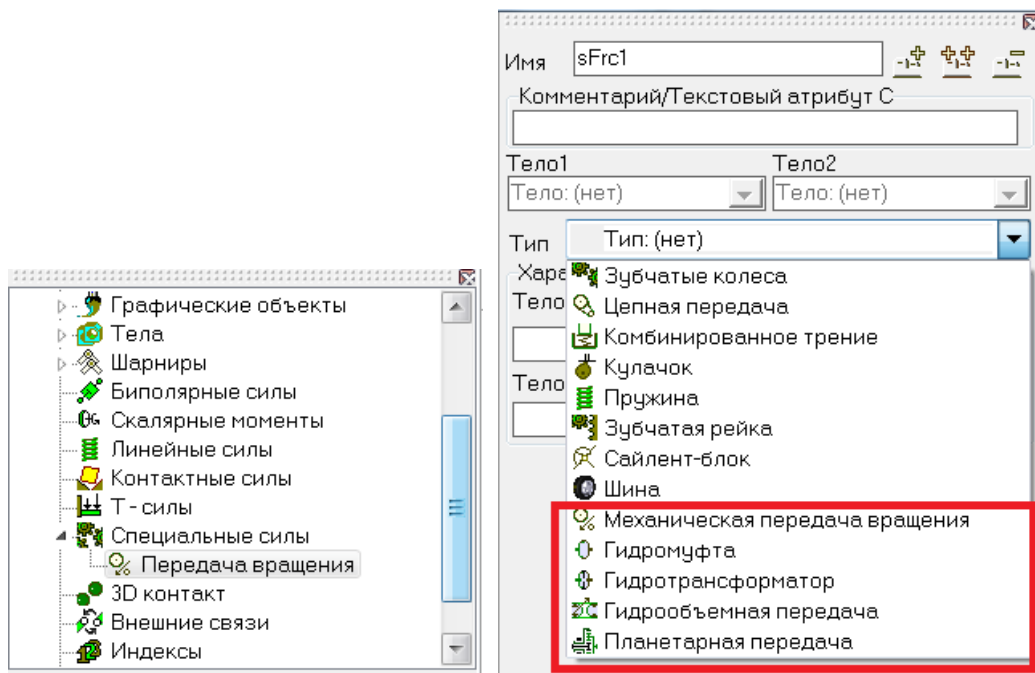 Графические объекты
Тела
Шарниры
Биполярные силы
Скалярные моменты
Линейные силы
Контактные силы
Т - силы
Специальные силы
Передача вращения
3D контакт
Внешние связи
Индексы
Имя sFrc1
Комментарий/Текстовый атрибут C
Тело1 Тело2
Тело: (нет) Тело: (нет)
Тип Тип: (нет)
Хара
Тело
Тело
Зубчатые колеса
Цепная передача
Комбинированное трение
Кулачок
Пружина
Зубчатая рейка
Сайлент-блок
Шина
Механическая передача вращения
Гидромуфта
Гидротрансформатор
Гидрообъемная передача
Планетарная передача